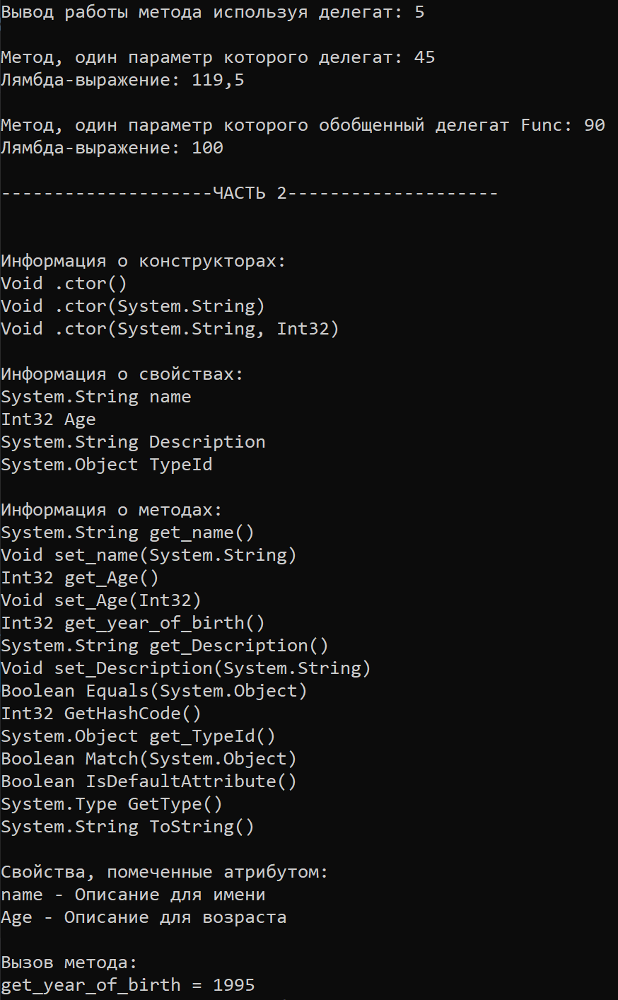 Вывод работы метода используя делегат: 5
Метод, один параметр которого делегат: 45
Лямбда-выражение: 119,5
Метод, один параметр которого обобщенный делегат Func: 90
Лямбда-выражение: 100
--------------------ЧАСТЬ 2--------------------
Информация о конструкторах:
Void .ctor()
Void .ctor(System.String)
Void .ctor(System.String, Int32)
Информация о свойствах:
System.String name
Int32 Age
System.String Description
System.Object TypeId
Информация о методах:
System.String get_name()
Void set_name(System.String)
Int32 get_Age()
Void set_Age(Int32)
Int32 get_year_of_birth()
System.String get_Description()
Void set_Description(System.String)
Boolean Equals(System.Object)
Int32 GetHashCode()
System.Object get_TypeId()
Boolean Match(System.Object)
Boolean IsDefaultAttribute()
System.Type GetType()
System.String ToString()
Свойства, помеченные атрибутом:
name - Описание для имени
Age - Описание для возраста
Вызов метода:
get_year_of_birth = 1995